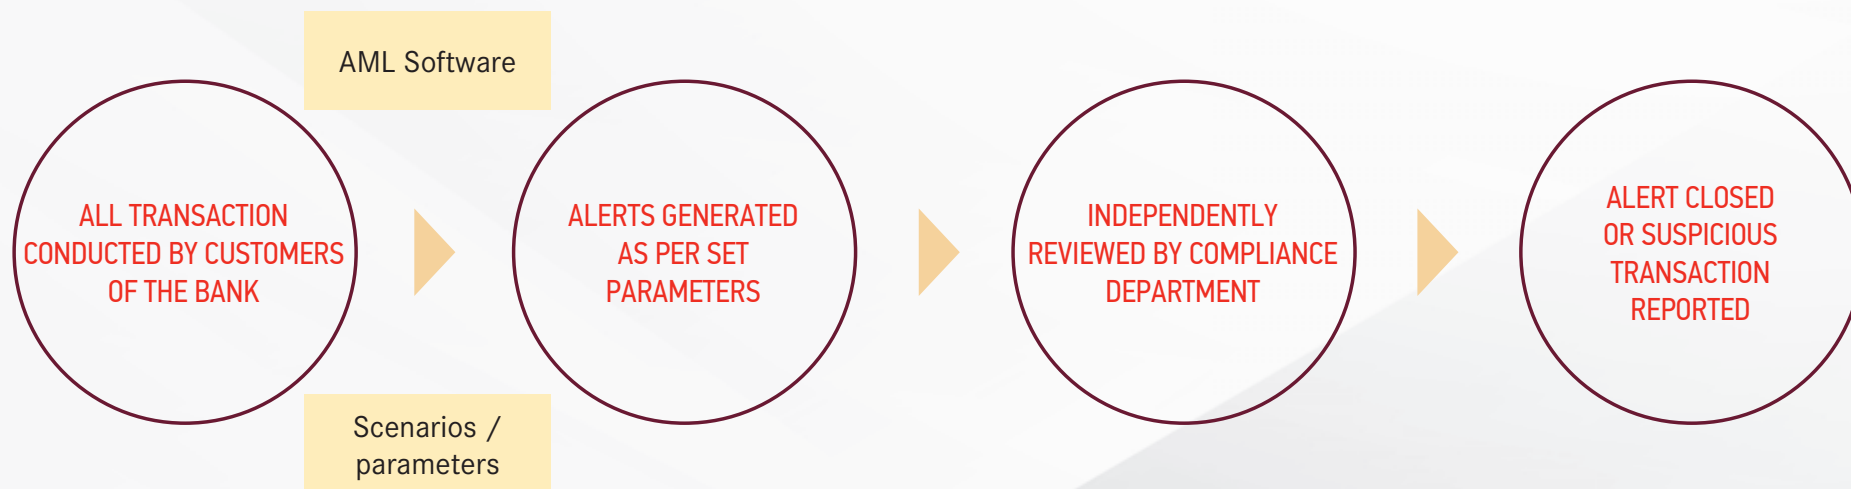 AML Software
ALL TRANSACTION
CONDUCTED BY CUSTOMERS
OF THE BANK
Scenarios /
parameters
ALERTS GENERATED
AS PER SET
PARAMETERS
INDEPENDENTLY
REVIEWED BY COMPLIANCE
DEPARTMENT
ALERT CLOSED
OR SUSPICIOUS
TRANSACTION
REPORTED